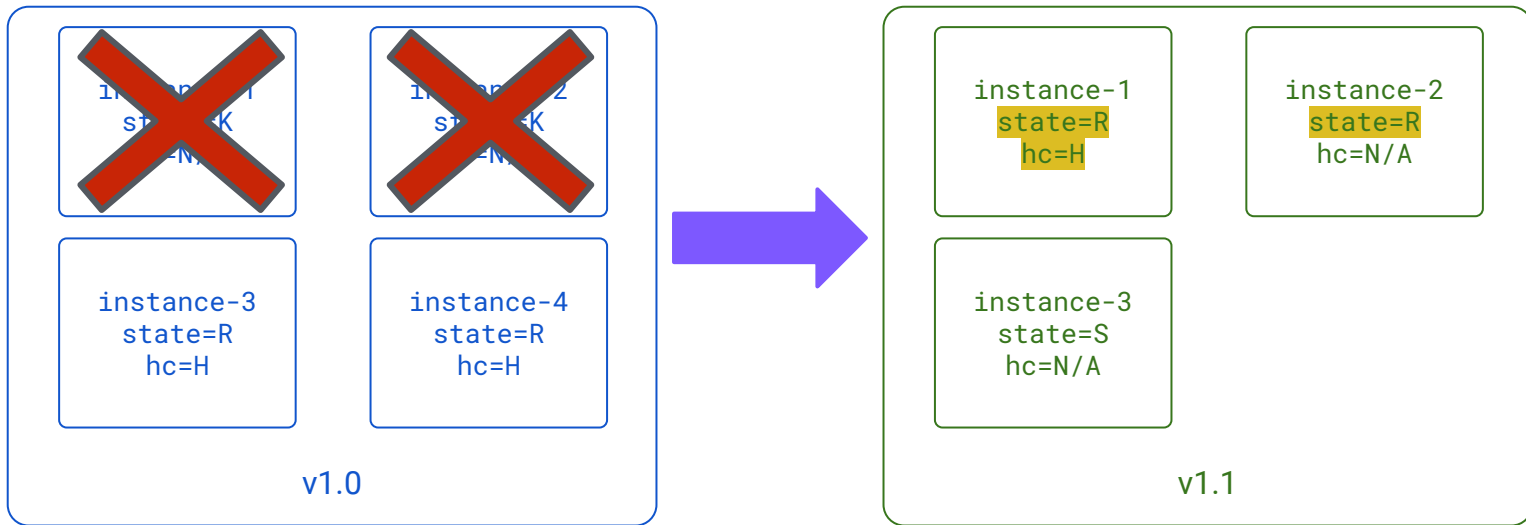 instance-3
state=R
hc=H
instance-4
state=R
hc=H
v1.0
instance-1
state=R
hc=H
instance-2
state=R
hc=N/A
instance-3
state=S
hc=N/A
v1.1